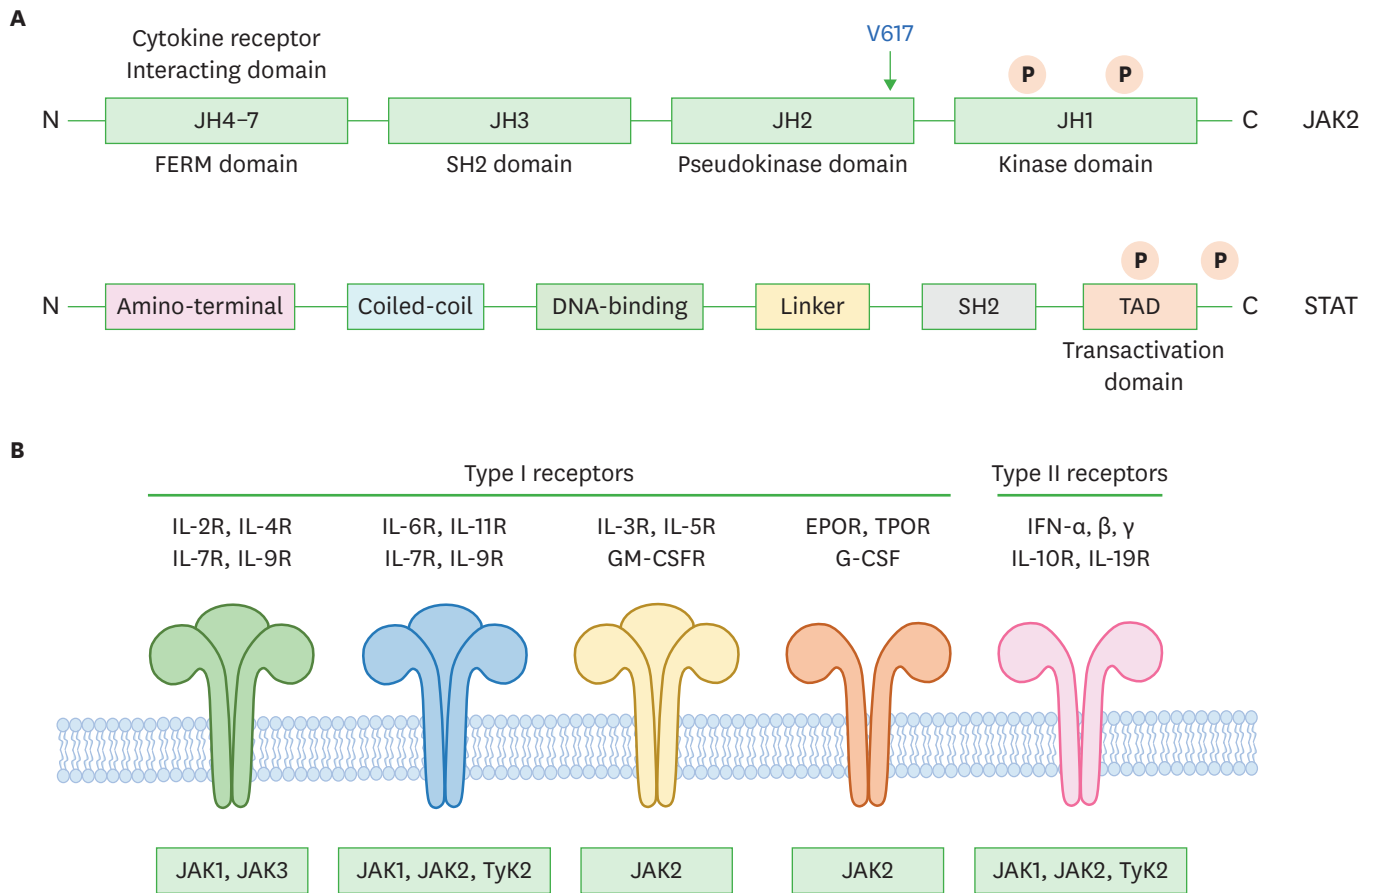 A
Cytokine receptor
Interacting domain
V617
P P
N JH4–7 JH3 JH2 JH1 C JAK2
FERM domain SH2 domain Pseudokinase domain Kinase domain
P P
N Amino-terminal Coiled-coil DNA-binding Linker SH2 TAD C STAT
Transactivation
domain
B
Type I receptors Type II receptors
IL-2R, IL-4R IL-6R, IL-11R IL-3R, IL-5R EPOR, TPOR IFN-α, β, γ
IL-7R, IL-9R IL-7R, IL-9R GM-CSFR G-CSF IL-10R, IL-19R
JAK1, JAK3 JAK1, JAK2, TyK2 JAK2 JAK2 JAK1, JAK2, TyK2